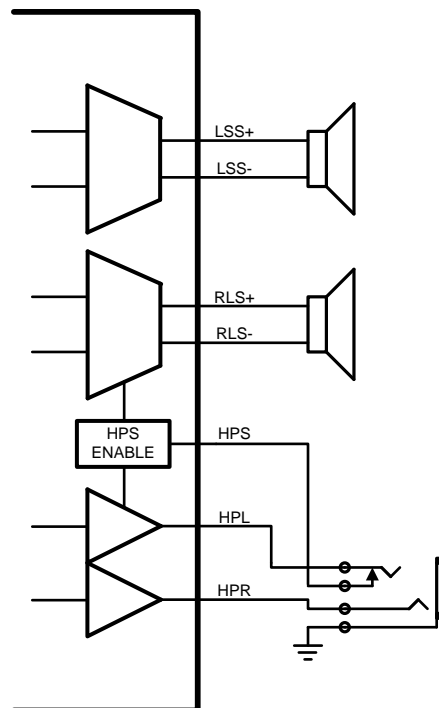 LSS+
LSS-
RLS+
RLS-
HPS
ENABLE
HPS
HPL
HPR